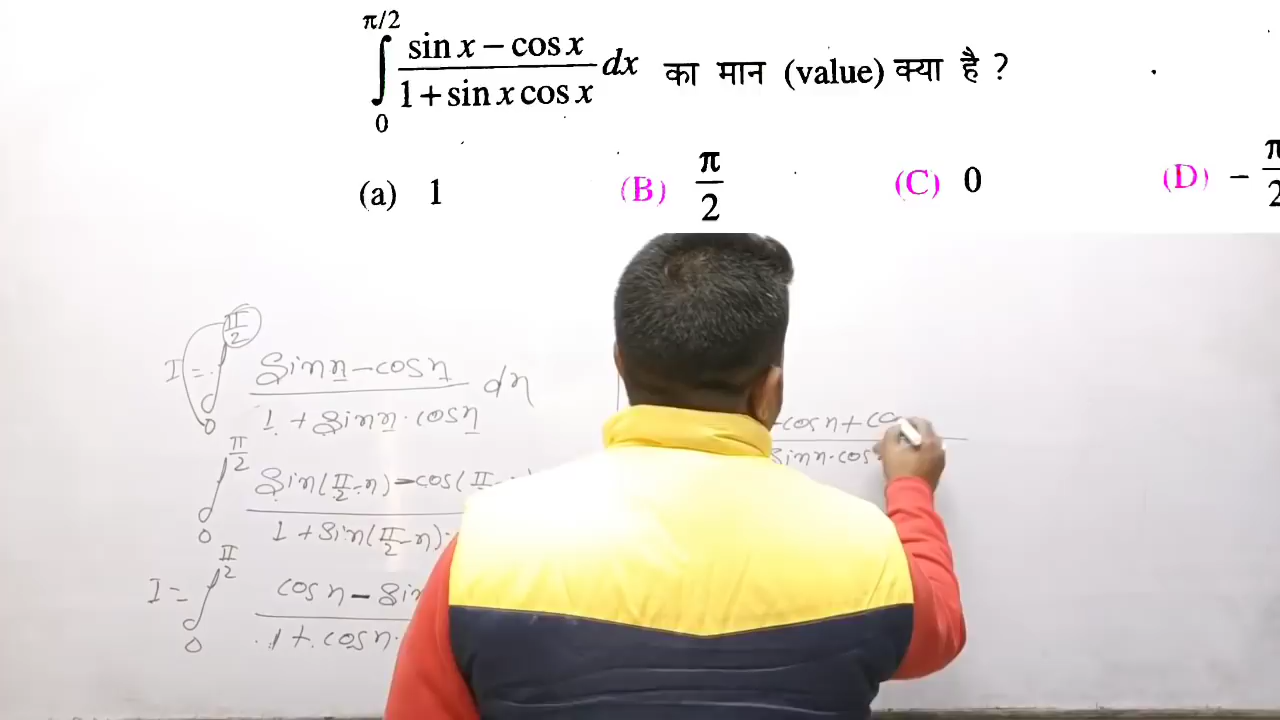 ∫₀^{π/2} (sin x − cos x)/(1 + sin x cos x) dx का मान (value) क्या है ?
(a) 1 (B) π/2 (C) 0 (D) − π/2
I = ∫₀^{π/2} (sin x − cos x)/(1 + sin x · cos x) dx
∫₀^{π/2} sin(π/2 − x) − cos(π/2
1 + sin(π/2 − x) ·
I = ∫₀^{π/2} cos x − sin
1 + cos x ·
− cos x + co
sin x · cos